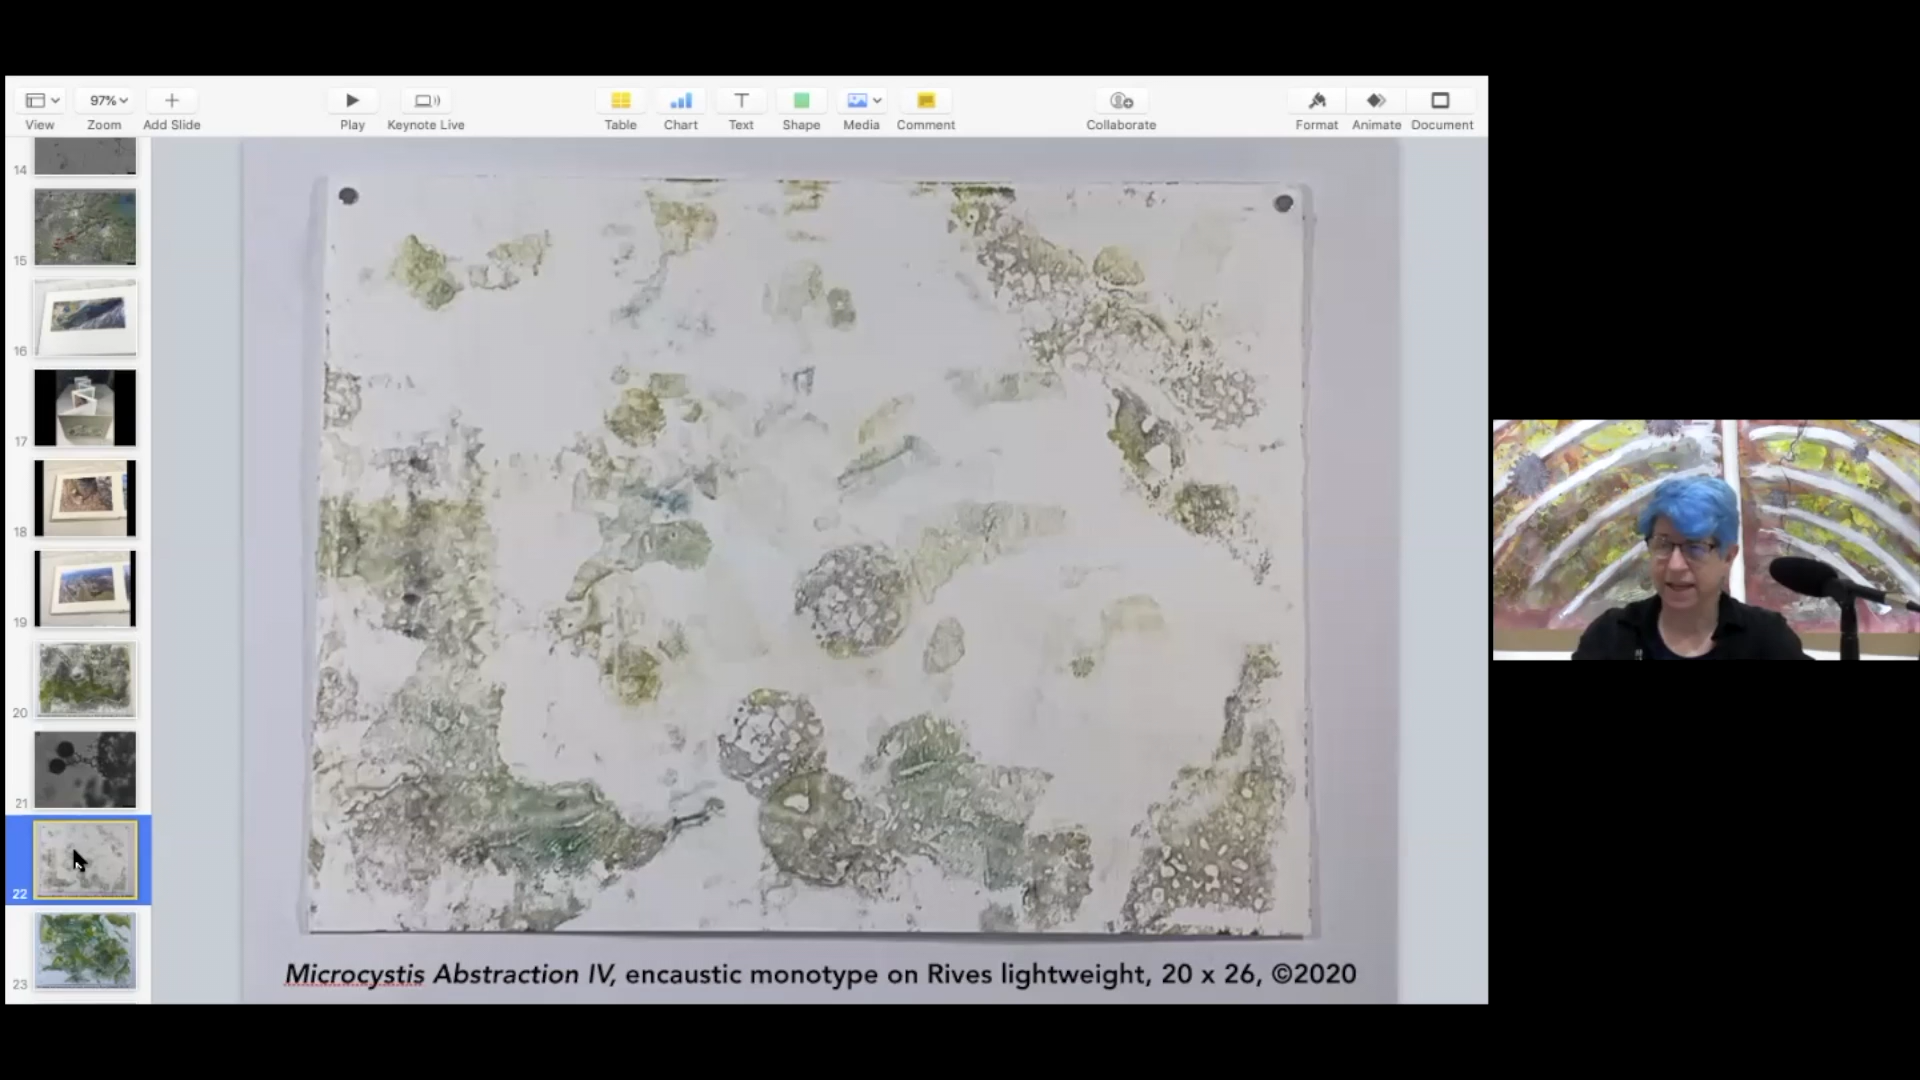 97%
View
Zoom
Add Slide
Play
Keynote Live
Table
Chart
Text
Shape
Media
Comment
Collaborate
Format
Animate
Document
14
15
16
17
18
19
20
21
22
23
Microcystis Abstraction IV, encaustic monotype on Rives lightweight, 20 x 26, ©2020